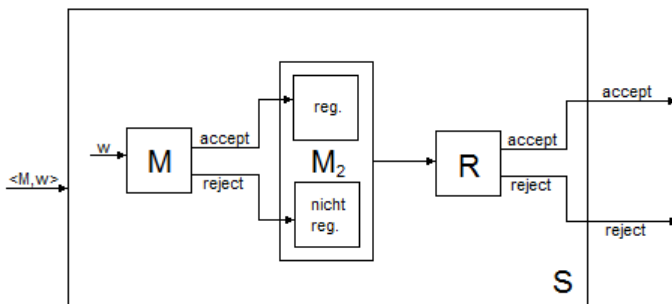 <M,w>
w
M
accept
reject
reg.
M2
nicht
reg.
R
accept
reject
accept
reject
S